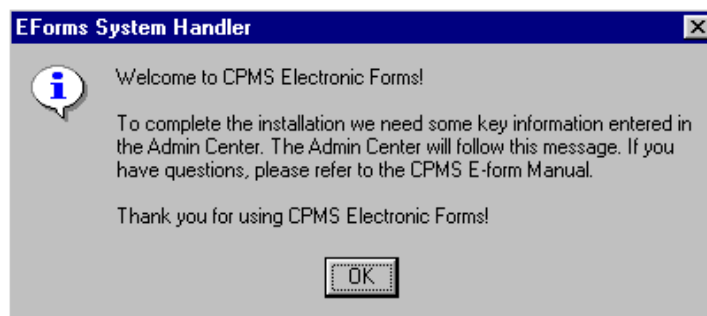 EForms System Handler
Welcome to CPMS Electronic Forms!
To complete the installation we need some key information entered in
the Admin Center. The Admin Center will follow this message. If you
have questions, please refer to the CPMS E-form Manual.
Thank you for using CPMS Electronic Forms!
OK